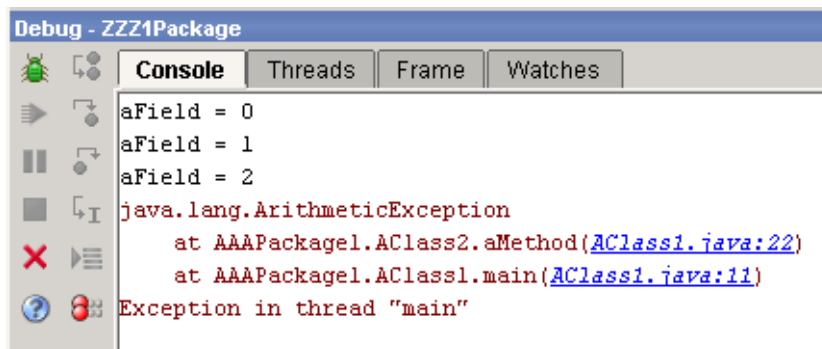 Debug - ZZZ1Package
Console Threads Frame Watches
aField = 0
aField = 1
aField = 2
java.lang.ArithmeticException
at AAAPackage1.AClass2.aMethod(AClass1.java:22)
at AAAPackage1.AClass1.main(AClass1.java:11)
Exception in thread "main"